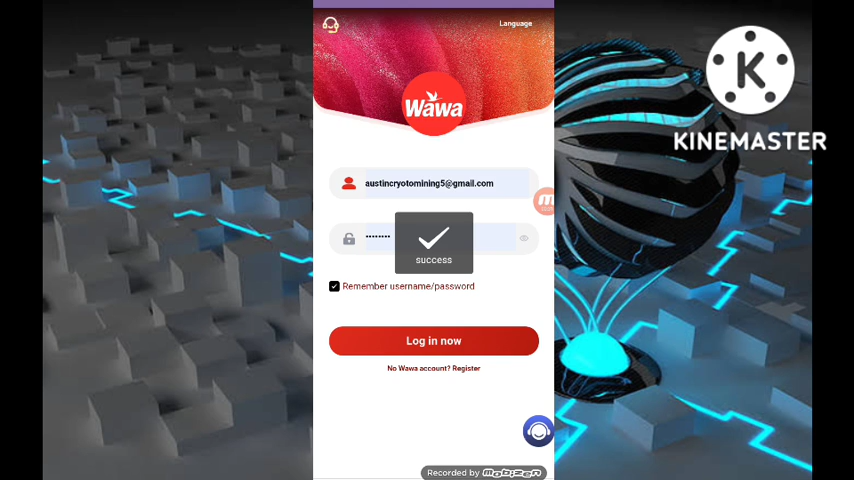 Language
Wawa
K
KINEMASTER
austincryotomining5@gmail.com
••••••••
success
Remember username/password
Log in now
No Wawa account? Register
Recorded by mobizen